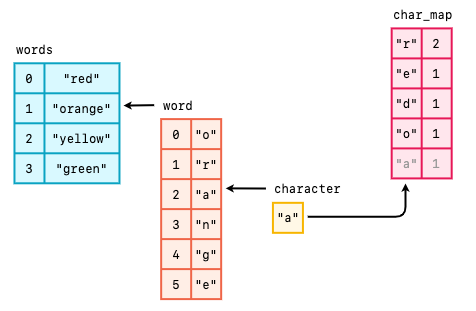 words
0 "red"
1 "orange"
2 "yellow"
3 "green"
word
0 "o"
1 "r"
2 "a"
3 "n"
4 "g"
5 "e"
character
"a"
char_map
"r" 2
"e" 1
"d" 1
"o" 1
"a" 1